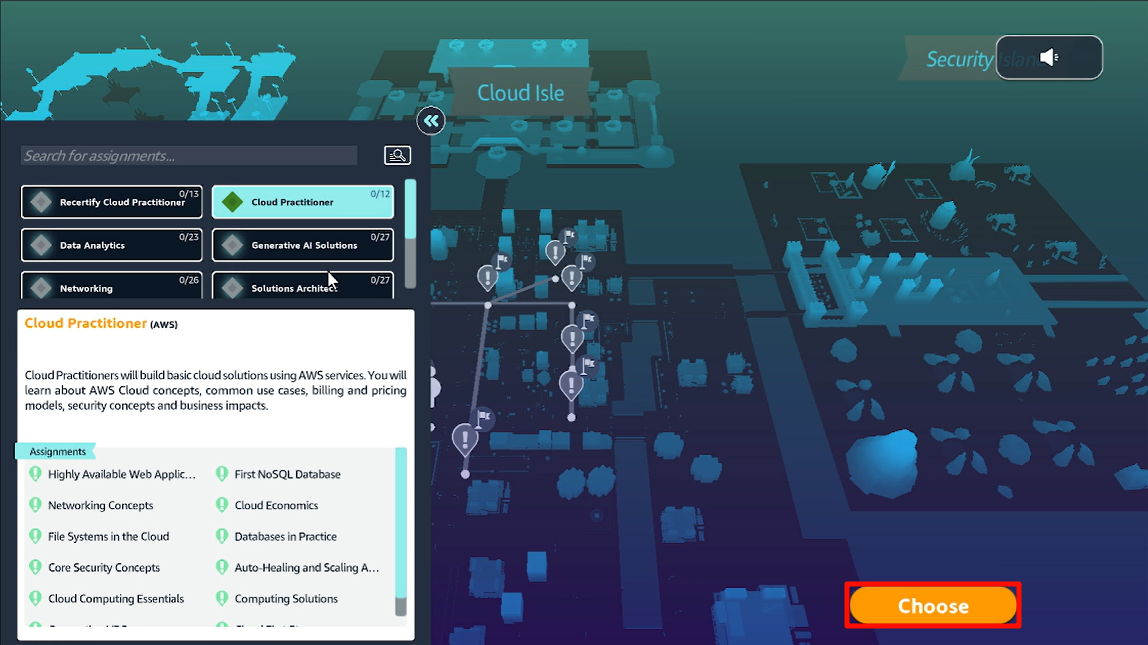 Cloud Isle
Security Island
Search for assignments...
Recertify Cloud Practitioner 0/13
Cloud Practitioner 0/12
Data Analytics 0/23
Generative AI Solutions 0/27
Networking 0/26
Solutions Architect 0/27
Cloud Practitioner (AWS)
Cloud Practitioners will build basic cloud solutions using AWS services. You will
learn about AWS Cloud concepts, common use cases, billing and pricing
models, security concepts and business impacts.
Assignments
Highly Available Web Applic...
First NoSQL Database
Networking Concepts
Cloud Economics
File Systems in the Cloud
Databases in Practice
Core Security Concepts
Auto-Healing and Scaling A...
Cloud Computing Essentials
Computing Solutions
Choose